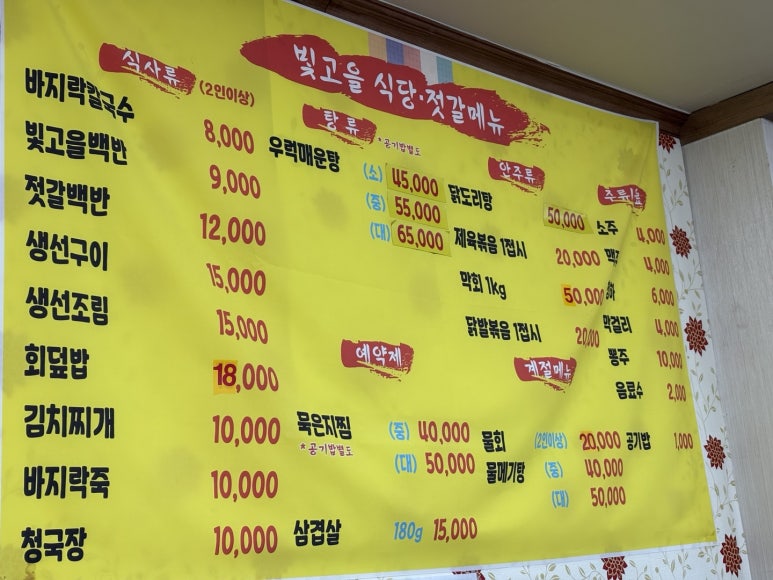 빛고을 식당·젓갈메뉴
식사류 (2인이상)
바지락칼국수 8,000
빛고을백반 9,000
젓갈백반 12,000
생선구이 15,000
생선조림 15,000
회덮밥 18,000
김치찌개 10,000
바지락죽 10,000
청국장 10,000
탕류
*공기밥별도
우럭매운탕 (소) 45,000
(중) 55,000
(대) 65,000
예약제
묵은지찜 (중) 40,000
*공기밥별도 (대) 50,000
삼겹살 180g 15,000
안주류
닭도리탕 50,000
제육볶음 1접시 20,000
막회 1kg 50,000
닭발볶음 1접시 20,000
계절메뉴
물회 (2인이상) 20,000
물메기탕 (중) 40,000
(대) 50,000
소주 4,000
4,000
6,000
막걸리 4,000
뽕주 10,000
음료수 2,000
공기밥 1,000